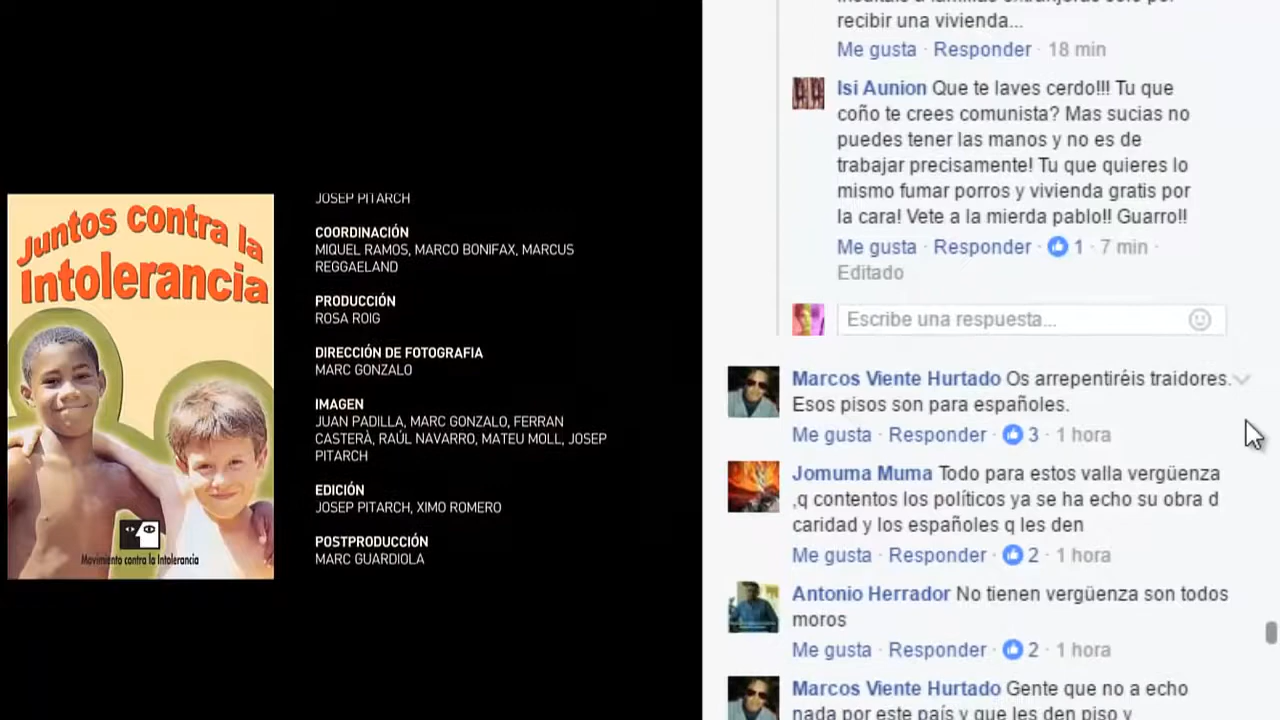 Juntos contra la
Intolerancia
Movimiento contra la Intolerancia
JOSEP PITARCH
COORDINACIÓN
MIQUEL RAMOS, MARCO BONIFAX, MARCUS
REGGAELAND
PRODUCCIÓN
ROSA ROIG
DIRECCIÓN DE FOTOGRAFIA
MARC GONZALO
IMAGEN
JUAN PADILLA, MARC GONZALO, FERRAN
CASTERÀ, RAÚL NAVARRO, MATEU MOLL, JOSEP
PITARCH
EDICIÓN
JOSEP PITARCH, XIMO ROMERO
POSTPRODUCCIÓN
MARC GUARDIOLA
recibir una vivienda...
Me gusta · Responder · 18 min
Isi Aunion Que te laves cerdo!!! Tu que
coño te crees comunista? Mas sucias no
puedes tener las manos y no es de
trabajar precisamente! Tu que quieres lo
mismo fumar porros y vivienda gratis por
la cara! Vete a la mierda pablo!! Guarro!!
Me gusta · Responder · 1 · 7 min ·
Editado
Escribe una respuesta...
Marcos Viente Hurtado Os arrepentiréis traidores.
Esos pisos son para españoles.
Me gusta · Responder · 3 · 1 hora
Jomuma Muma Todo para estos valla vergüenza
,q contentos los políticos ya se ha echo su obra d
caridad y los españoles q les den
Me gusta · Responder · 2 · 1 hora
Antonio Herrador No tienen vergüenza son todos
moros
Me gusta · Responder · 2 · 1 hora
Marcos Viente Hurtado Gente que no a echo
nada por este país y que les den piso y